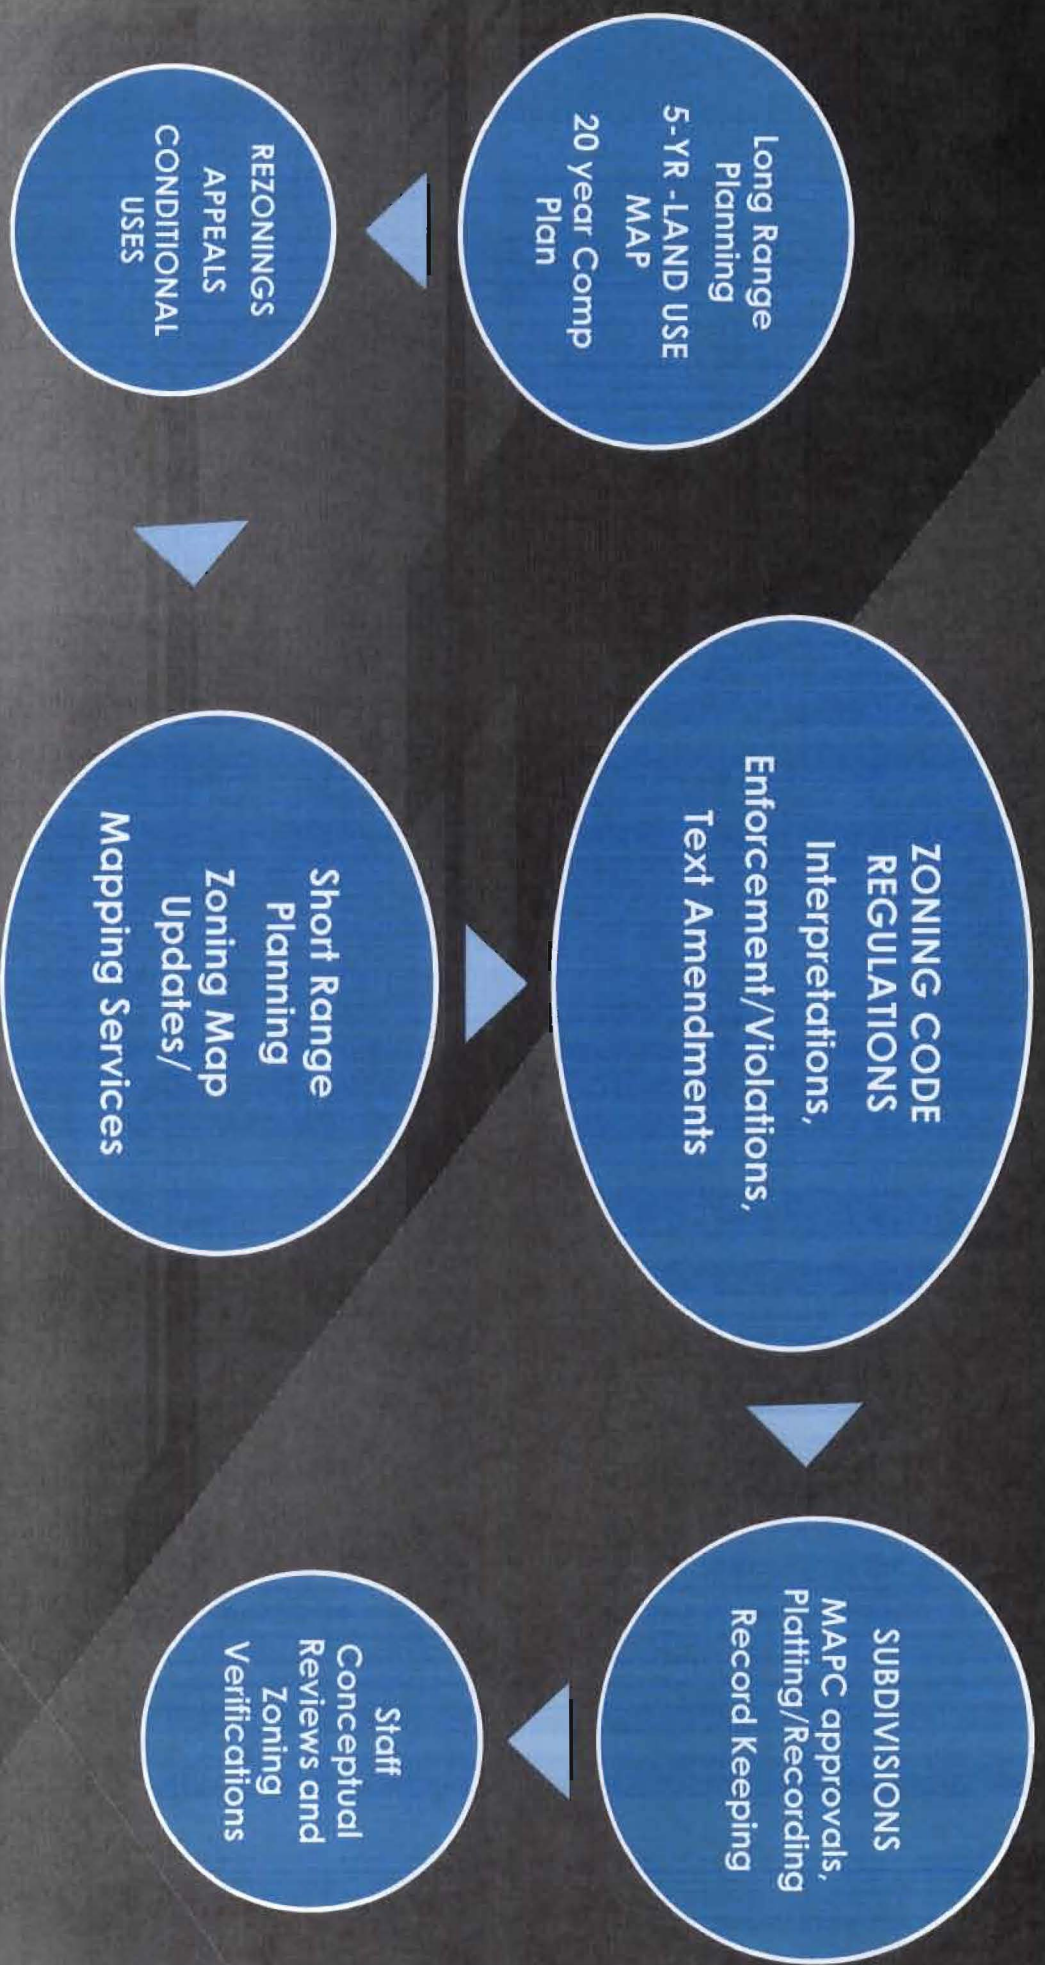 Long Range
Planning
5-YR -LAND USE
MAP
20 year Comp
Plan
REZONINGS
APPEALS
CONDITIONAL
USES
Short Range
Planning
Zoning Map
Updates/
Mapping Services
ZONING CODE
REGULATIONS
Interpretations,
Enforcement/Violations,
Text Amendments
SUBDIVISIONS
MAPC approvals,
Platting/Recording
Record Keeping
Staff
Conceptual
Reviews and
Zoning
Verifications